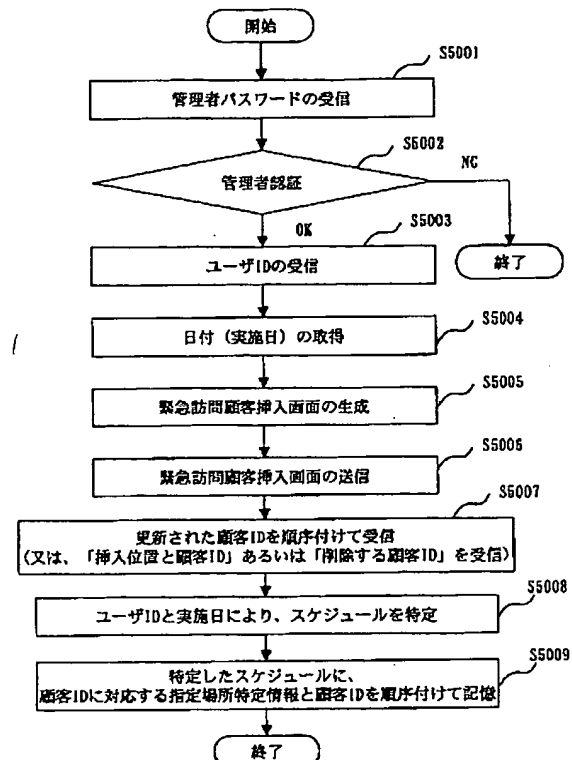 開始
S5001
管理者パスワードの受信
S5002
管理者認証
NG
OK
S5003
ユーザIDの受信
終了
S5004
日付（実施日）の取得
S5005
緊急訪問顧客挿入画面の生成
S5006
緊急訪問顧客挿入画面の送信
S5007
更新された顧客IDを順序付けて受信
（又は、「挿入位置と顧客ID」あるいは「削除する顧客ID」を受信）
S5008
ユーザIDと実施日により、スケジュールを特定
S5009
特定したスケジュールに、
顧客IDに対応する指定場所特定情報と顧客IDを順序付けて記憶
終了